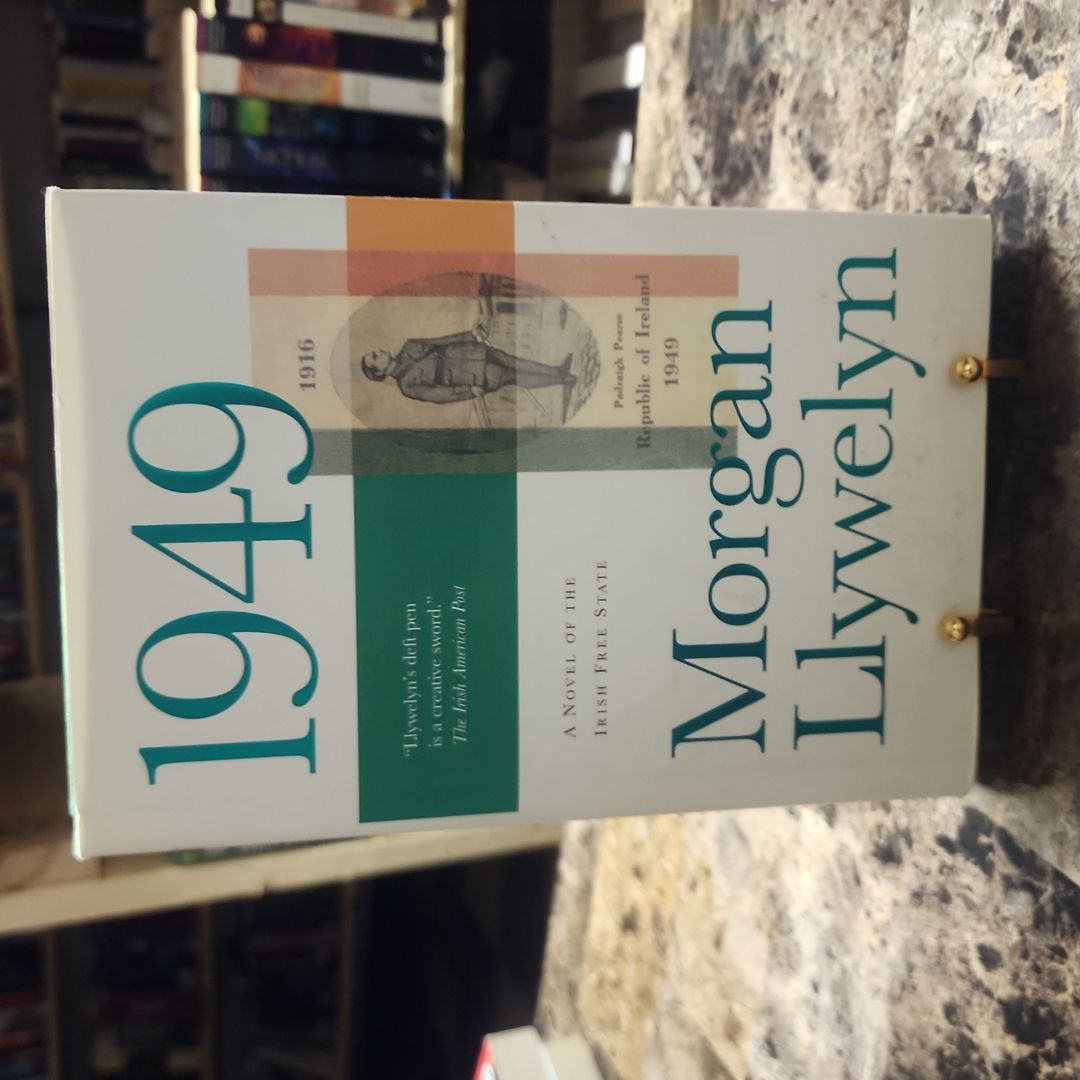 1949
1916
Padraigh Pearse
Republic of Ireland
1949
"Llywelyn's deft pen
is a creative sword."
The Irish American Post
A NOVEL OF THE
IRISH FREE STATE
Morgan
Llywelyn